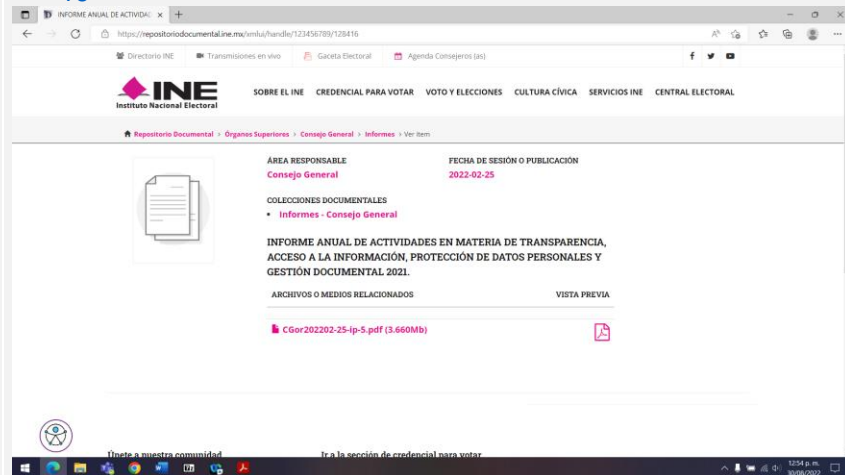 INFORME ANUAL DE ACTIVIDAD
https://repositoriodocumental.ine.mx/xmlui/handle/123456789/128416
Directorio INE Transmisiones en vivo Gaceta Electoral Agenda Consejeros (as)
INE
Instituto Nacional Electoral
SOBRE EL INE CREDENCIAL PARA VOTAR VOTO Y ELECCIONES CULTURA CÍVICA SERVICIOS INE CENTRAL ELECTORAL
Repositorio Documental › Órganos Superiores › Consejo General › Informes › Ver ítem
ÁREA RESPONSABLE FECHA DE SESIÓN O PUBLICACIÓN
Consejo General 2022-02-25
COLECCIONES DOCUMENTALES
• Informes - Consejo General
INFORME ANUAL DE ACTIVIDADES EN MATERIA DE TRANSPARENCIA,
ACCESO A LA INFORMACIÓN, PROTECCIÓN DE DATOS PERSONALES Y
GESTIÓN DOCUMENTAL 2021.
ARCHIVOS O MEDIOS RELACIONADOS VISTA PREVIA
CGor202202-25-ip-5.pdf (3.660Mb)
Únete a nuestra comunidad Ir a la sección de credencial para votar
12:54 p. m.
30/06/2022